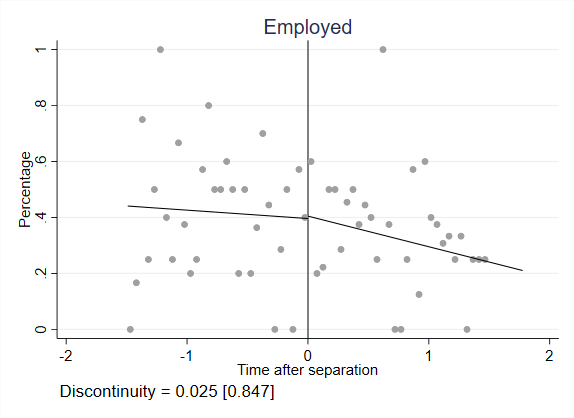 Employed
Percentage
1
.8
.6
.4
.2
0
-2 -1 0 1 2
Time after separation
Discontinuity = 0.025 [0.847]